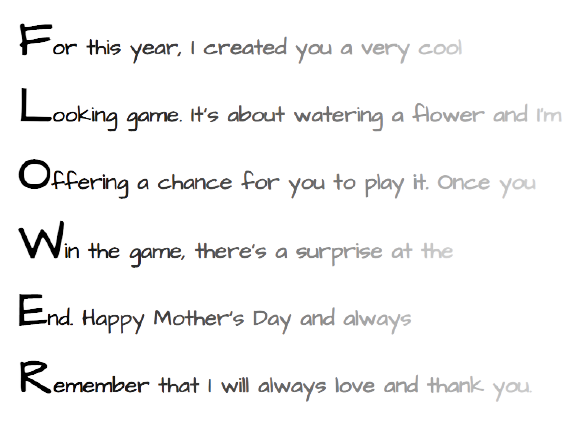 For this year, I created you a very cool
Looking game. It's about watering a flower and I'm
Offering a chance for you to play it. Once you
Win the game, there's a surprise at the
End. Happy Mother's Day and always
Remember that I will always love and thank you.